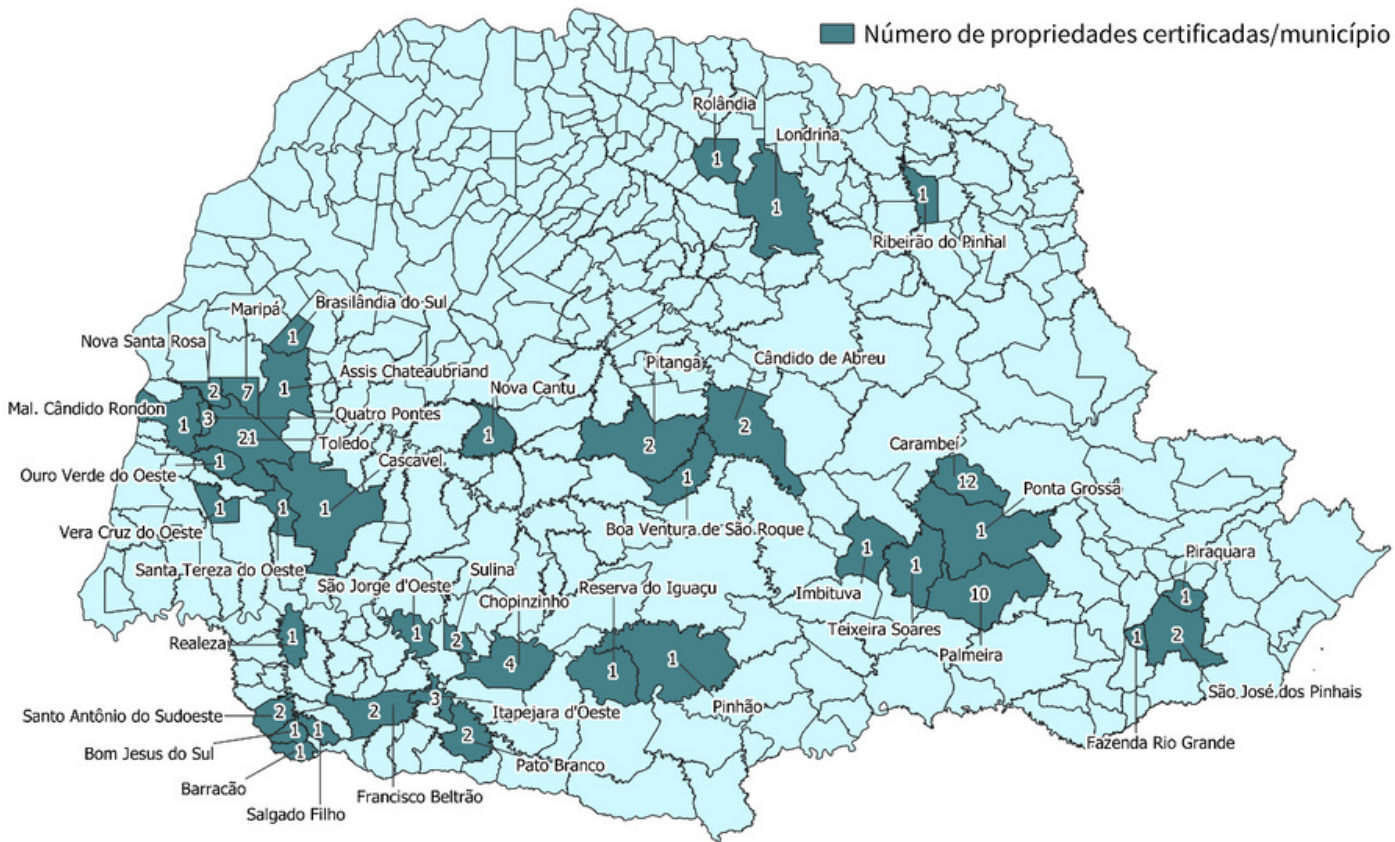 Número de propriedades certificadas/município
Rolândia
Londrina
1
1
1
Ribeirão do Pinhal
Brasilândia do Sul
Maripá
1
Nova Santa Rosa
Assis Chateaubriand
Pitanga
Cândido de Abreu
2
7
1
Nova Cantu
Mal. Cândido Rondon
Quatro Pontes
1
3
21
Toledo
1
2
2
Carambeí
Ouro Verde do Oeste
1
Cascavel
1
12
Ponta Grossa
Vera Cruz do Oeste
1
1
1
Boa Ventura de São Roque
1
Piraquara
Santa Tereza do Oeste
1
1
São Jorge d'Oeste
Sulina
Chopinzinho
Reserva do Iguaçu
Imbituva
10
1
Teixeira Soares
Realeza
1
1
2
4
1
1
Palmeira
1
2
São José dos Pinhais
Santo Antônio do Sudoeste
2
2
3
Itapejara d'Oeste
Pinhão
Fazenda Rio Grande
Bom Jesus do Sul
1
1
2
Pato Branco
Barracão
1
Salgado Filho
Francisco Beltrão